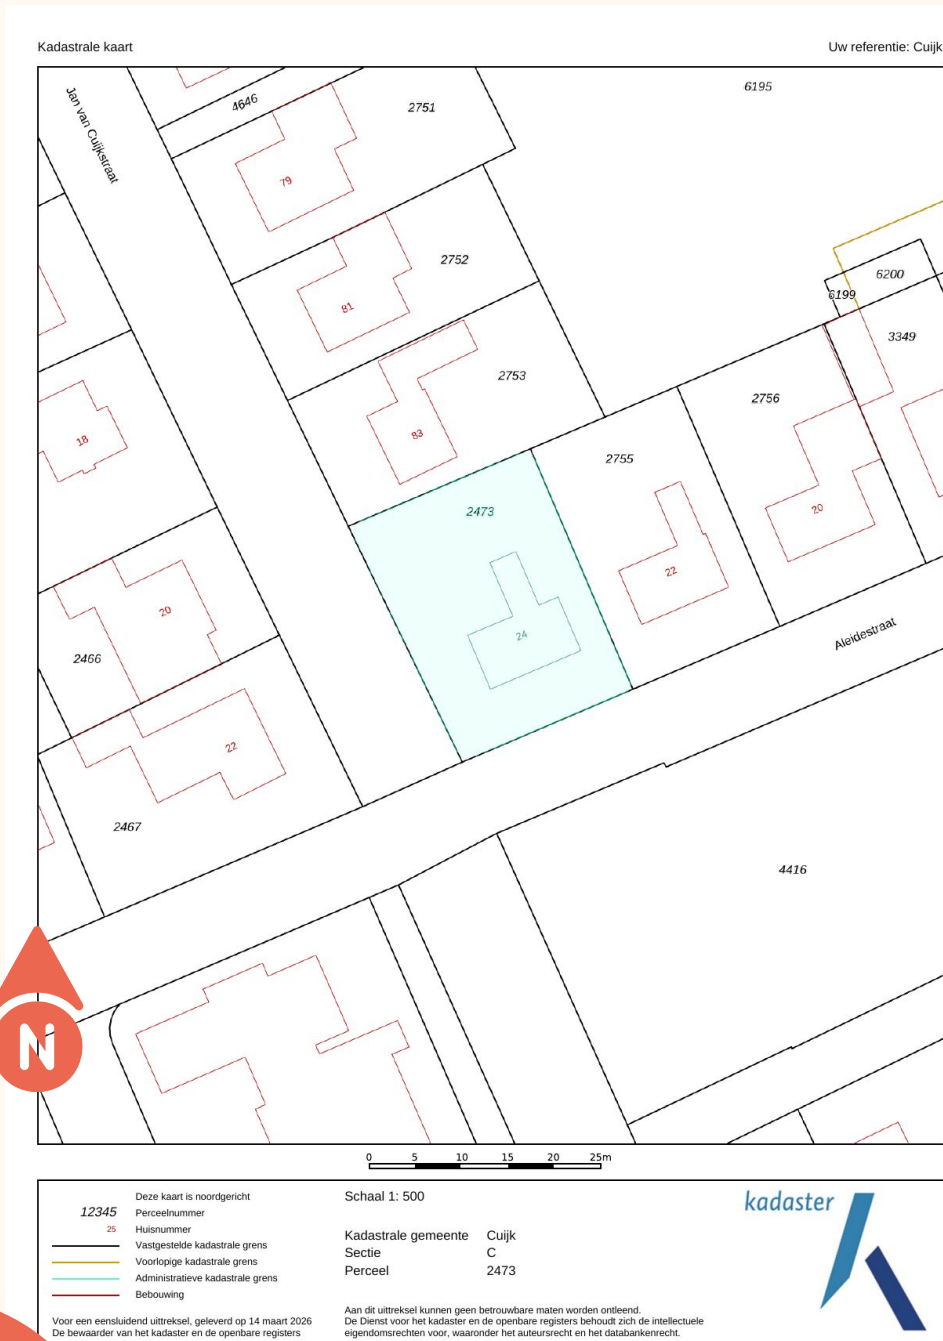 Kadastrale kaart
Uw referentie: Cuijk
Jan van Cuijkstraat
4646
2751
6195
79
2752
81
6200
6199
3349
2753
2756
83
18
2755
2473
20
22
20
24
2466
Aleidestraat
22
2467
4416
N
0 5 10 15 20 25m
Deze kaart is noordgericht
12345 Perceelnummer
25 Huisnummer
Vastgestelde kadastrale grens
Voorlopige kadastrale grens
Administratieve kadastrale grens
Bebouwing
Voor een eensluidend uittreksel, geleverd op 14 maart 2026
De bewaarder van het kadaster en de openbare registers
Schaal 1: 500
Kadastrale gemeente Cuijk
Sectie C
Perceel 2473
Aan dit uittreksel kunnen geen betrouwbare maten worden ontleend.
De Dienst voor het kadaster en de openbare registers behoudt zich de intellectuele
eigendomsrechten voor, waaronder het auteursrecht en het databankenrecht.
kadaster